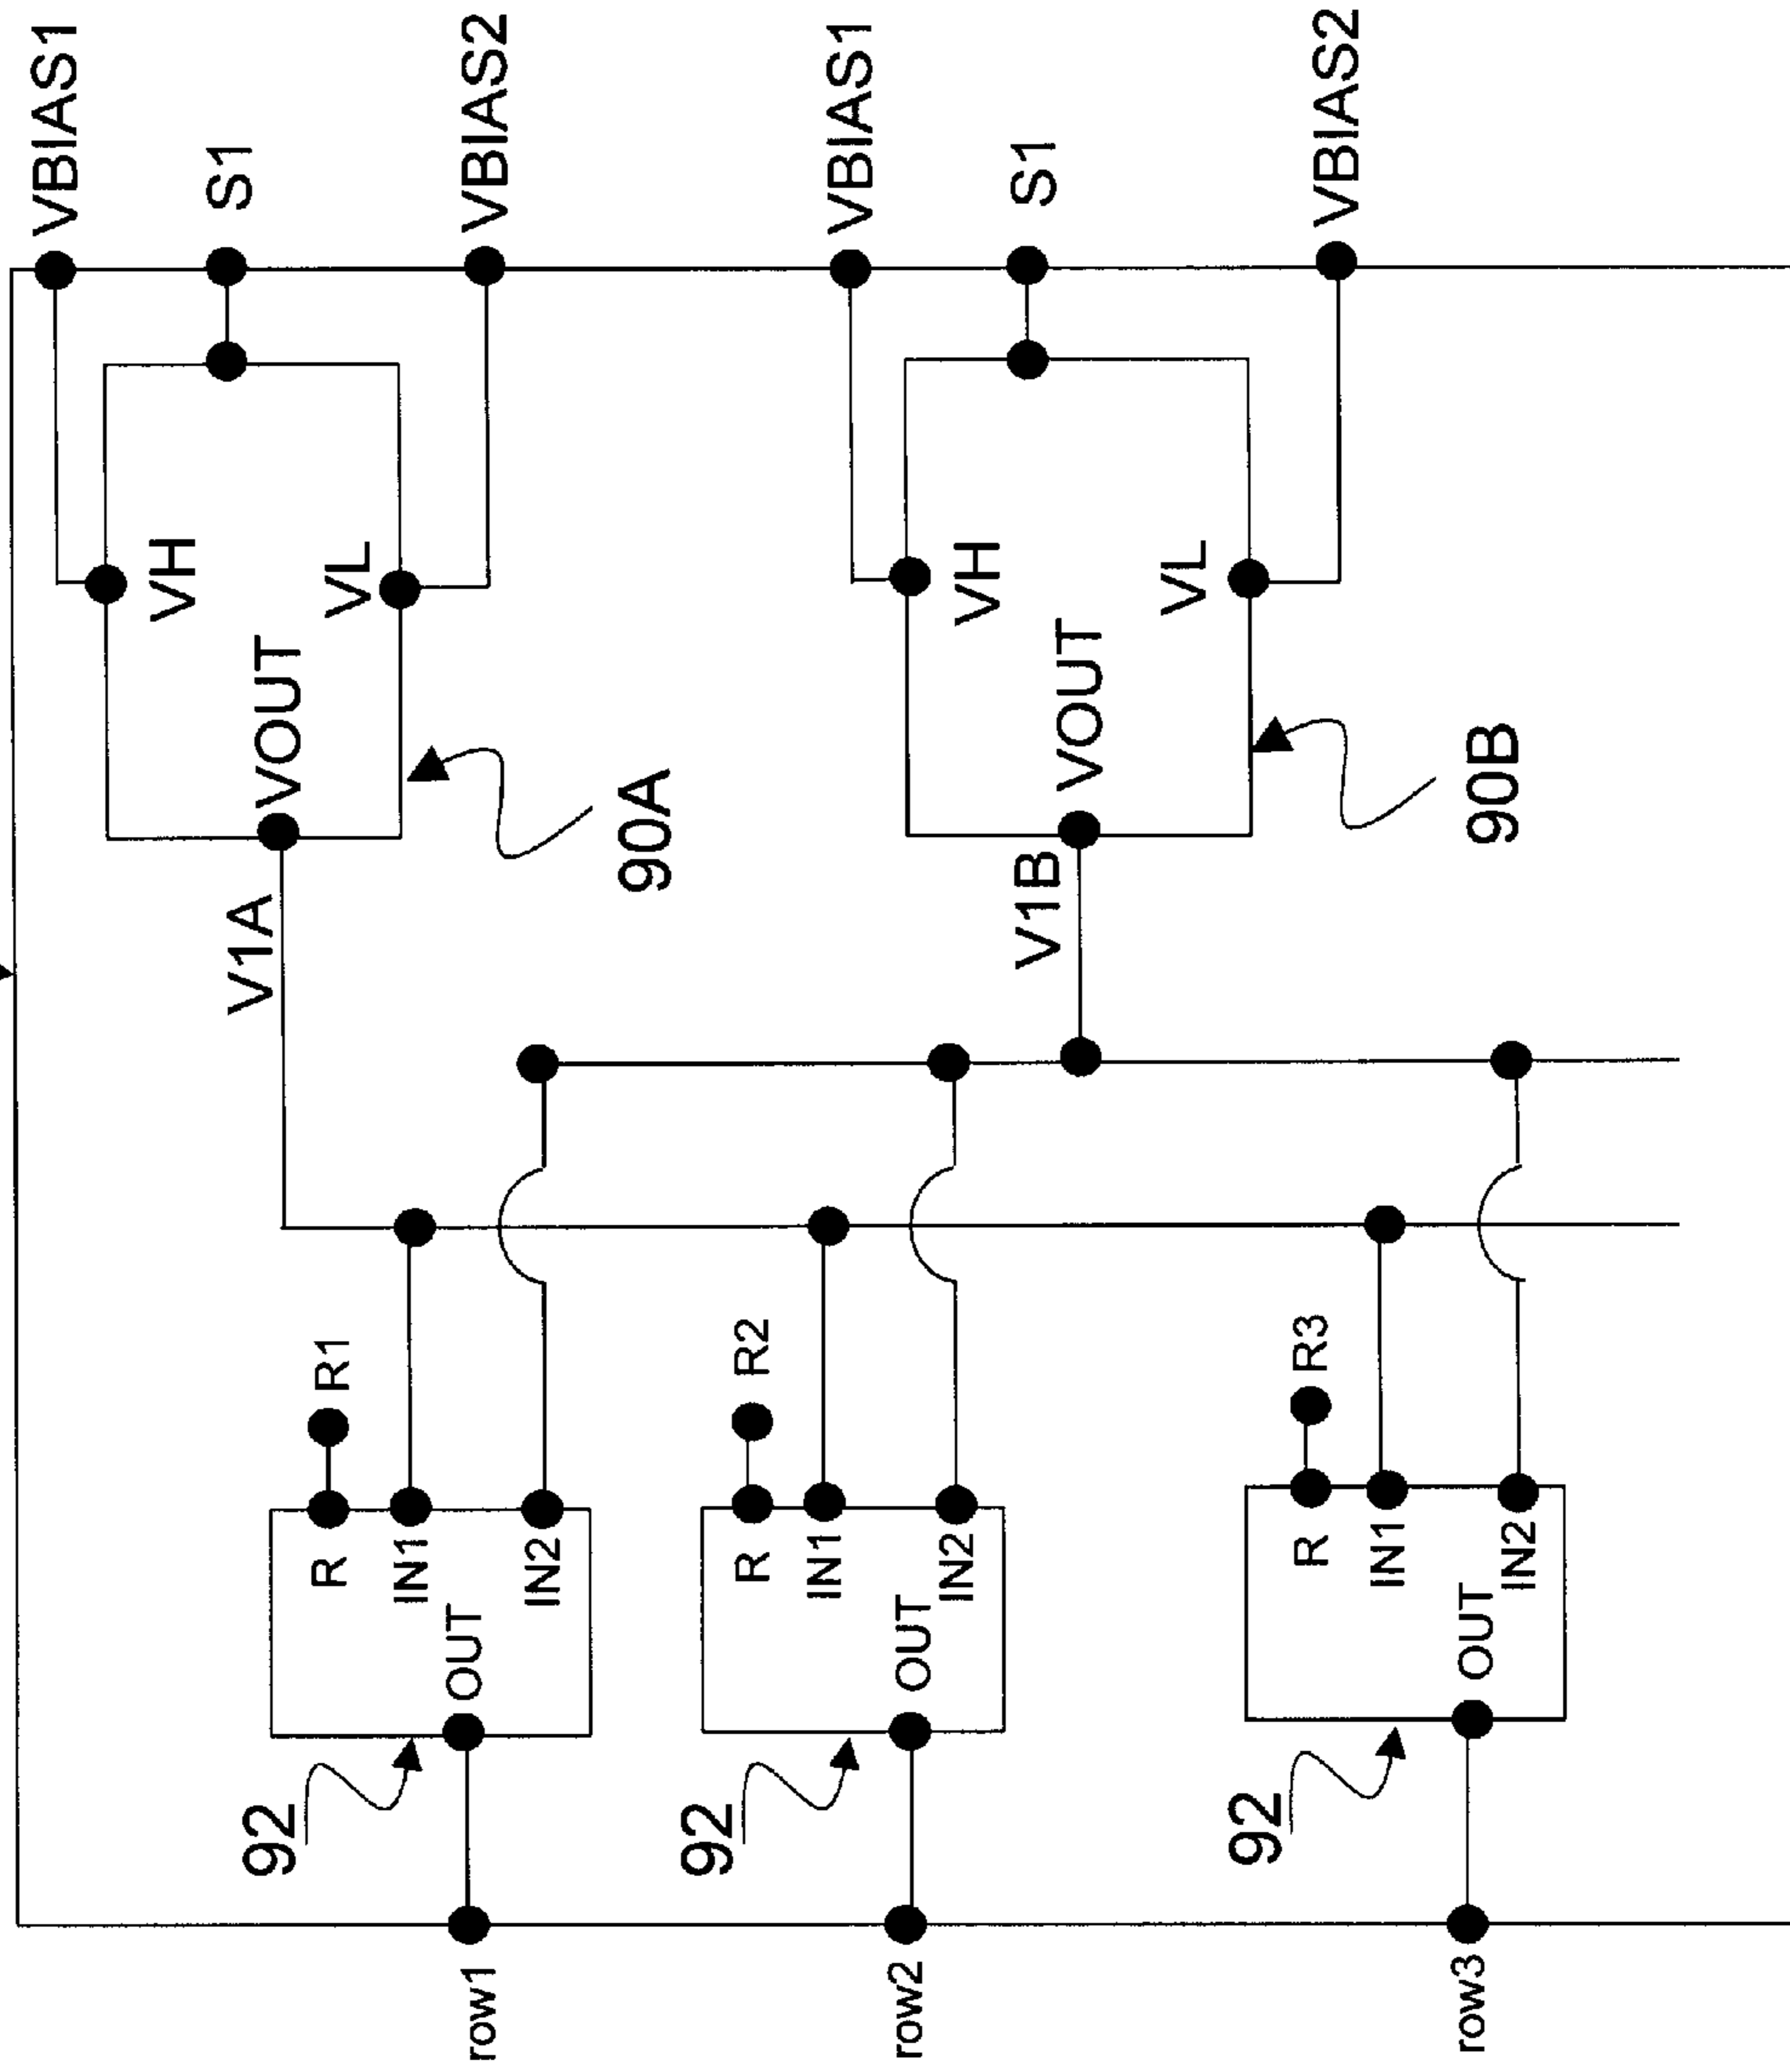 VBIAS1
S1
VBIAS2
VBIAS1
S1
VBIAS2
VH
VL
VOUT
90A
V1A
VH
VL
VOUT
90B
V1B
R1
R
IN1
IN2
OUT
92
row1
R2
R
IN1
IN2
OUT
92
row2
R3
R
IN1
IN2
OUT
92
row3